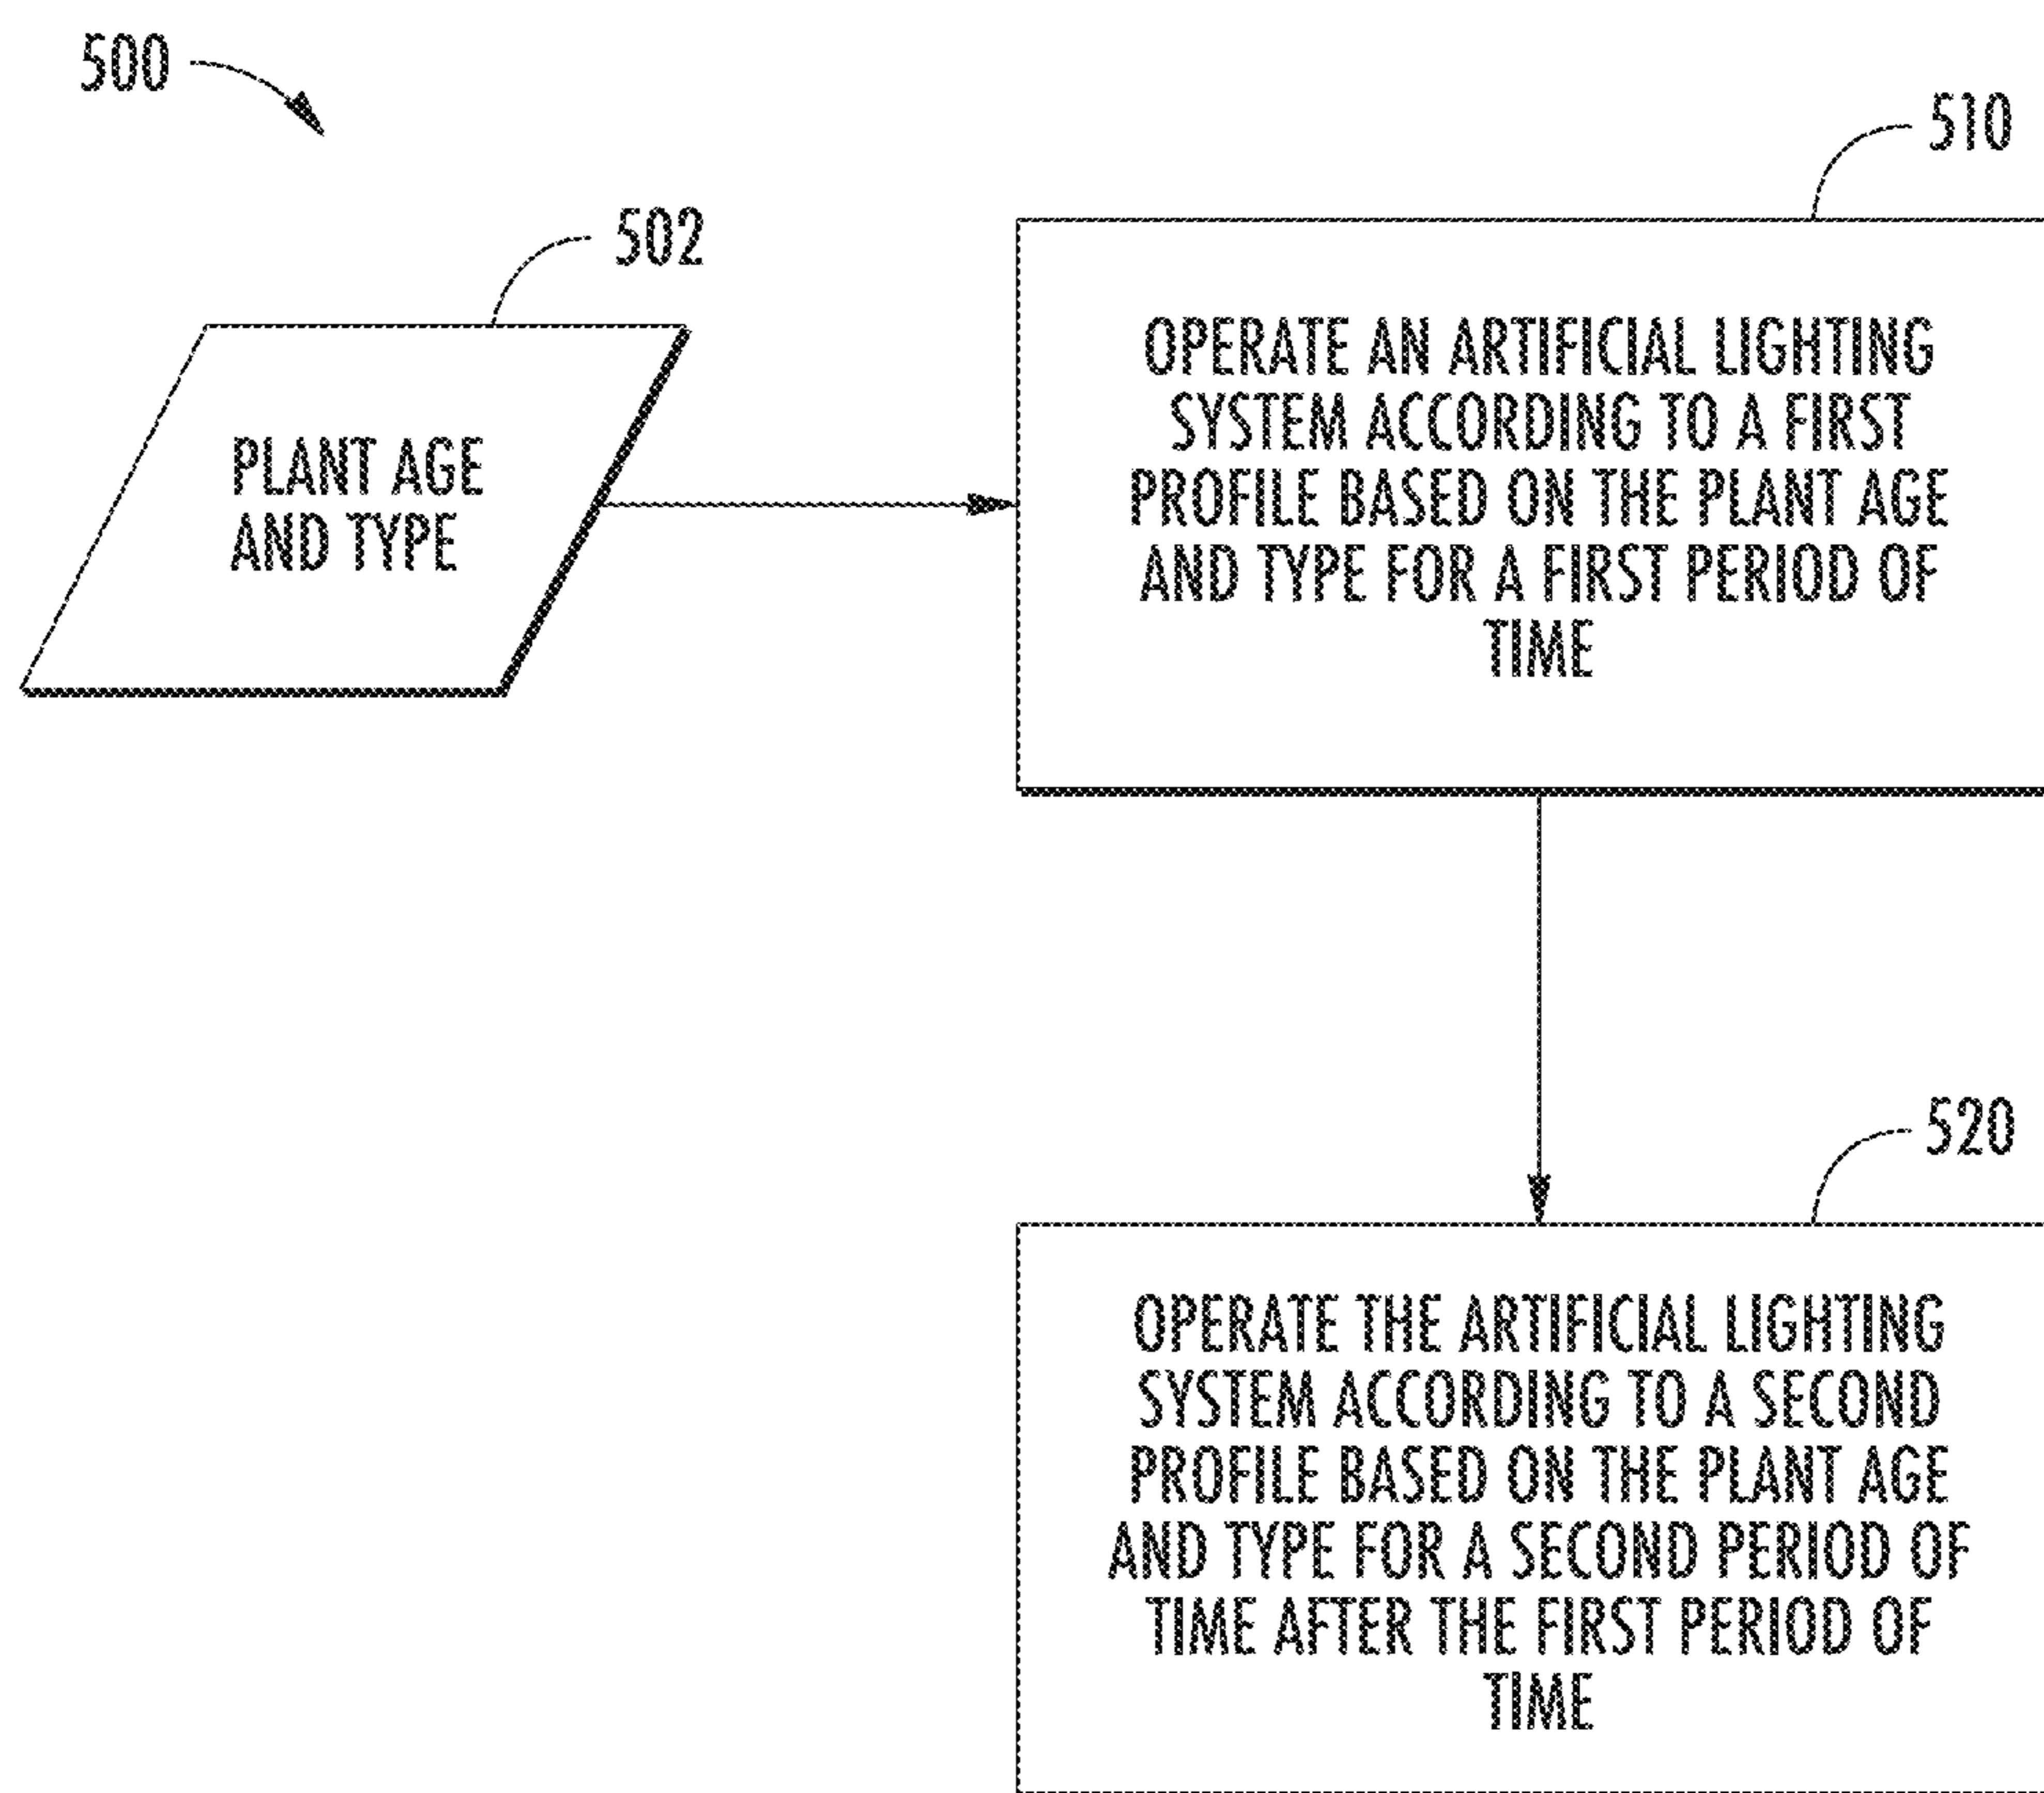 500
510
502
PLANT AGE
AND TYPE
OPERATE AN ARTIFICIAL LIGHTING
SYSTEM ACCORDING TO A FIRST
PROFILE BASED ON THE PLANT AGE
AND TYPE FOR A FIRST PERIOD OF
TIME
520
OPERATE THE ARTIFICIAL LIGHTING
SYSTEM ACCORDING TO A SECOND
PROFILE BASED ON THE PLANT AGE
AND TYPE FOR A SECOND PERIOD OF
TIME AFTER THE FIRST PERIOD OF
TIME